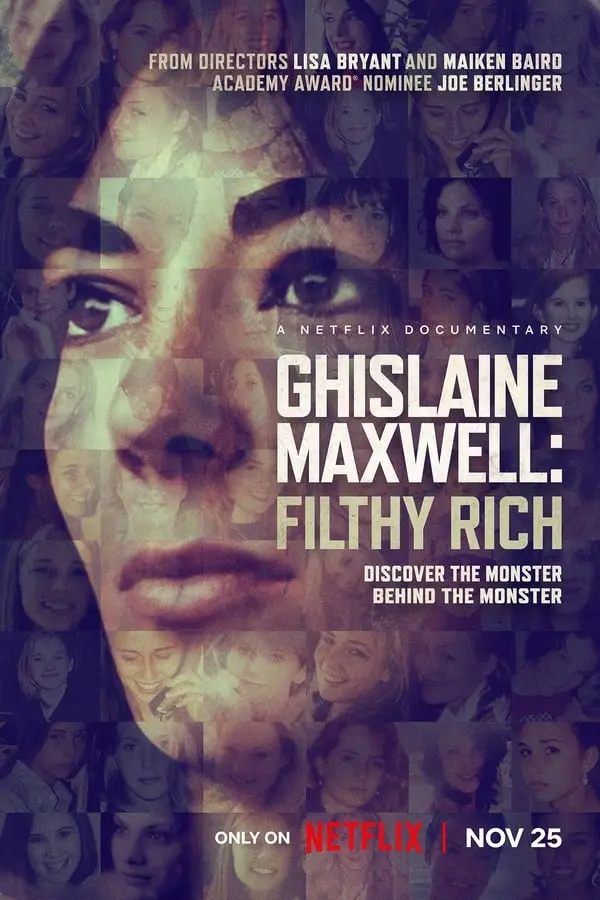 FROM DIRECTORS LISA BRYANT AND MAIKEN BAIRD
ACADEMY AWARD® NOMINEE JOE BERLINGER
A NETFLIX DOCUMENTARY
GHISLAINE
MAXWELL:
FILTHY RICH
DISCOVER THE MONSTER
BEHIND THE MONSTER
ONLY ON NETFLIX | NOV 25